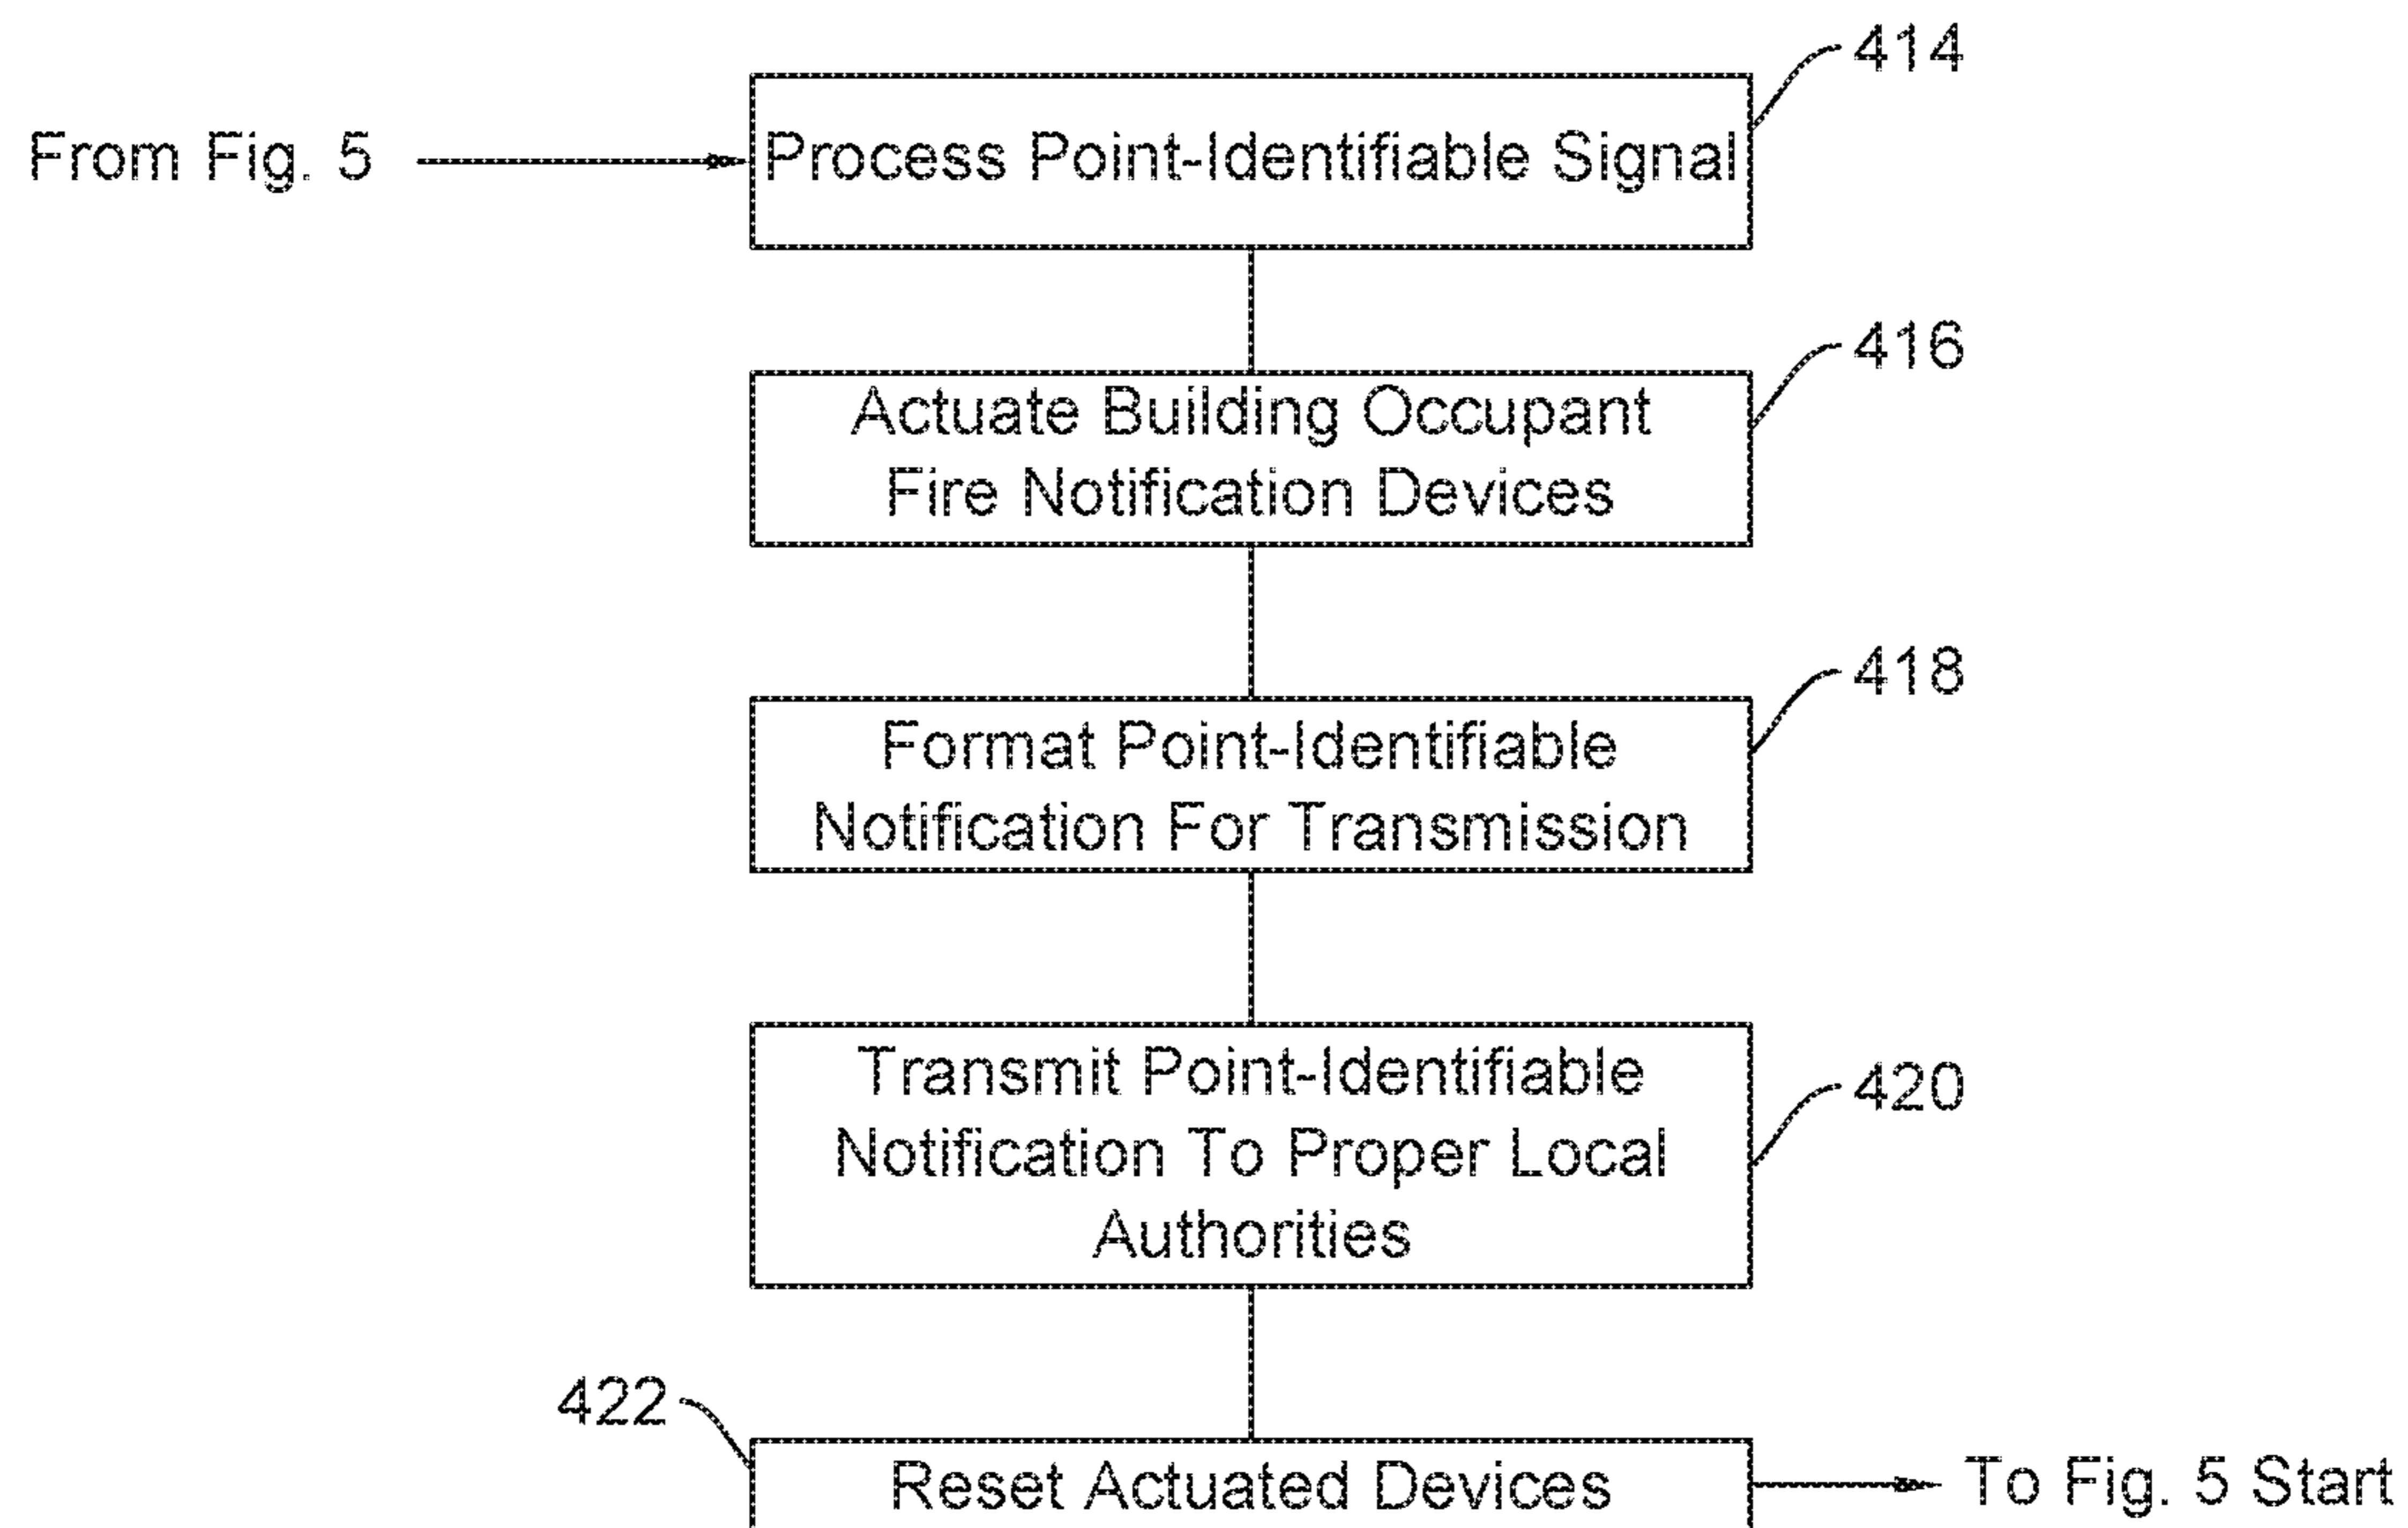 414
From Fig. 5
Process Point-Identifiable Signal
416
Actuate Building Occupant
Fire Notification Devices
418
Format Point-Identifiable
Notification For Transmission
420
Transmit Point-Identifiable
Notification To Proper Local
Authorities
422
Reset Actuated Devices
To Fig. 5 Start